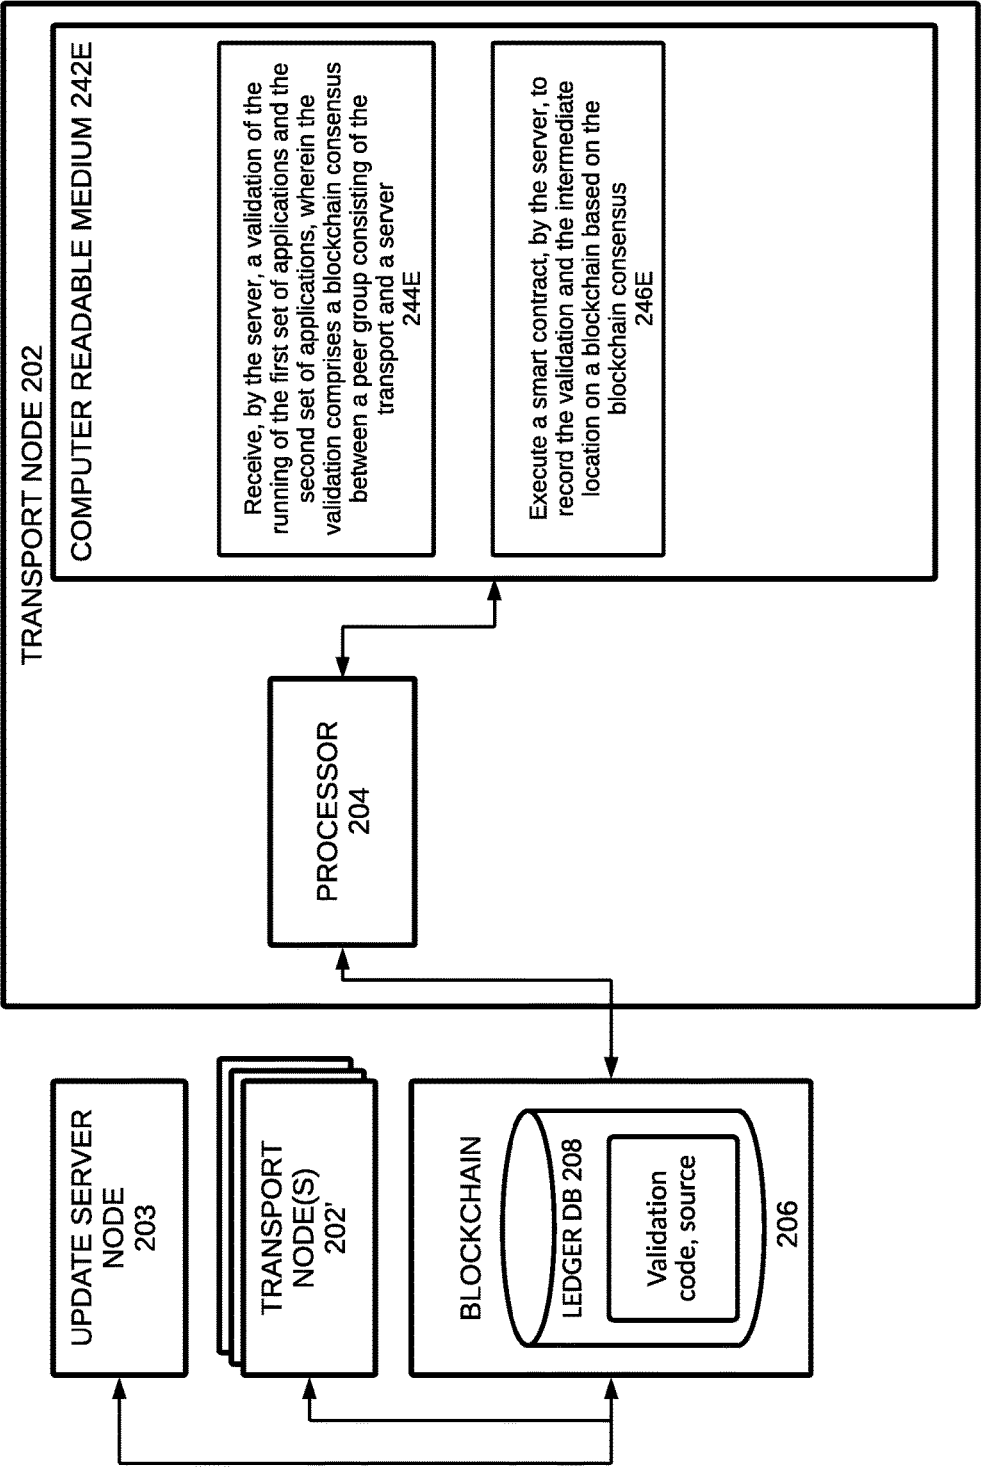 TRANSPORT NODE 202
COMPUTER READABLE MEDIUM 242E
Receive, by the server, a validation of the
running of the first set of applications and the
second set of applications, wherein the
validation comprises a blockchain consensus
between a peer group consisting of the
transport and a server
244E
Execute a smart contract, by the server, to
record the validation and the intermediate
location on a blockchain based on the
blockchain consensus
246E
PROCESSOR
204
UPDATE SERVER
NODE
203
TRANSPORT
NODE(S)
202'
BLOCKCHAIN
LEDGER DB 208
Validation
code, source
206